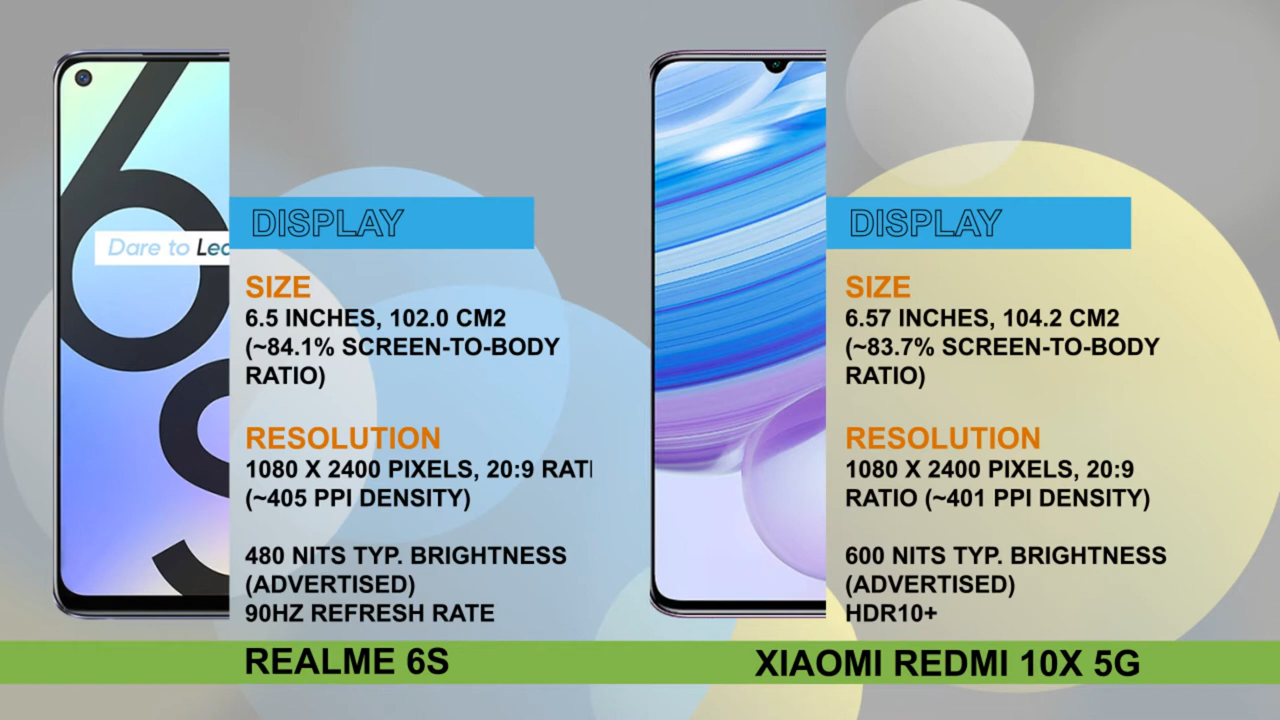 Dare to Lea
DISPLAY
SIZE
6.5 INCHES, 102.0 CM2
(~84.1% SCREEN-TO-BODY
RATIO)
RESOLUTION
1080 X 2400 PIXELS, 20:9 RATI
(~405 PPI DENSITY)
480 NITS TYP. BRIGHTNESS
(ADVERTISED)
90HZ REFRESH RATE
REALME 6S
DISPLAY
SIZE
6.57 INCHES, 104.2 CM2
(~83.7% SCREEN-TO-BODY
RATIO)
RESOLUTION
1080 X 2400 PIXELS, 20:9
RATIO (~401 PPI DENSITY)
600 NITS TYP. BRIGHTNESS
(ADVERTISED)
HDR10+
XIAOMI REDMI 10X 5G